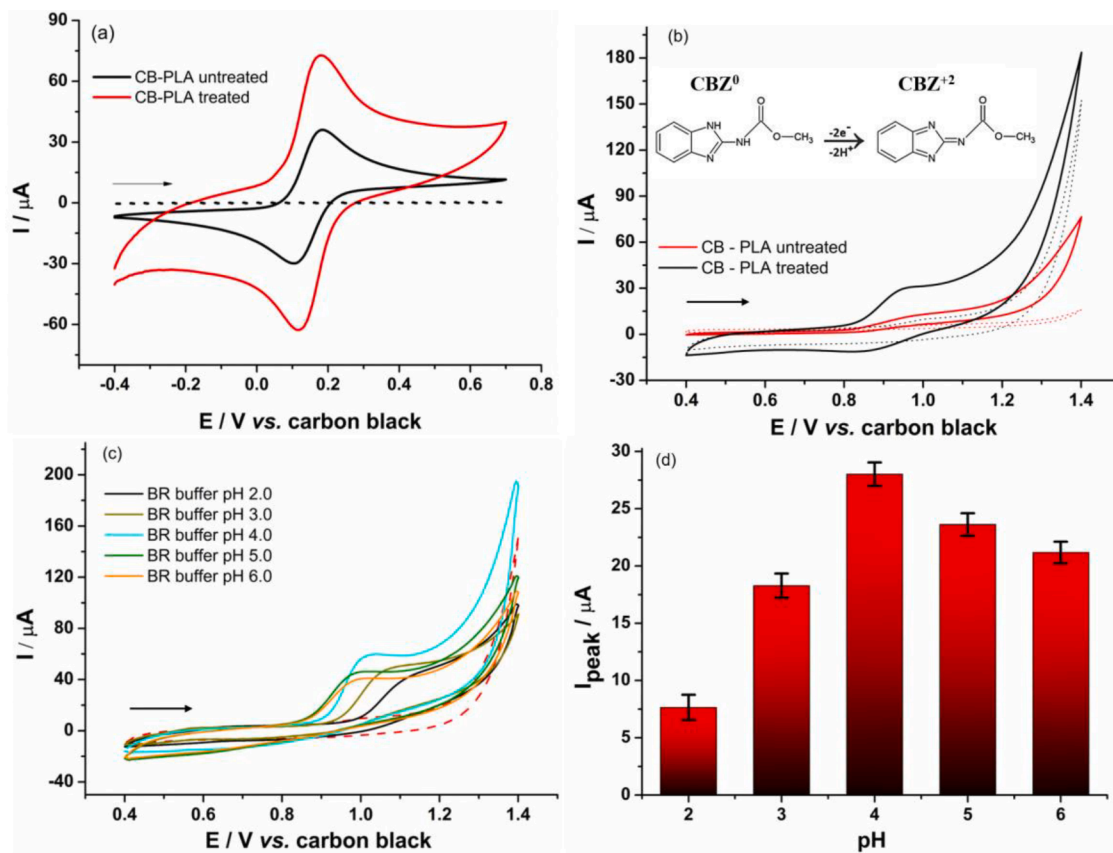 (a)
CB-PLA untreated
CB-PLA treated
I / µA
90
60
30
0
-30
-60
-0.4 -0.2 0.0 0.2 0.4 0.6 0.8
E / V vs. carbon black
(b)
CBZ⁰ CBZ⁺²
NH N O O CH₃ NH
-2e⁻
-2H⁺
N N O O CH₃ N
CB - PLA untreated
CB - PLA treated
I / µA
180
150
120
90
60
30
0
-30
0.4 0.6 0.8 1.0 1.2 1.4
E / V vs. carbon black
(c)
BR buffer pH 2.0
BR buffer pH 3.0
BR buffer pH 4.0
BR buffer pH 5.0
BR buffer pH 6.0
I / µA
200
160
120
80
40
0
-40
0.4 0.6 0.8 1.0 1.2 1.4
E / V vs. carbon black
(d)
Ipeak / µA
30
25
20
15
10
5
0
2 3 4 5 6
pH